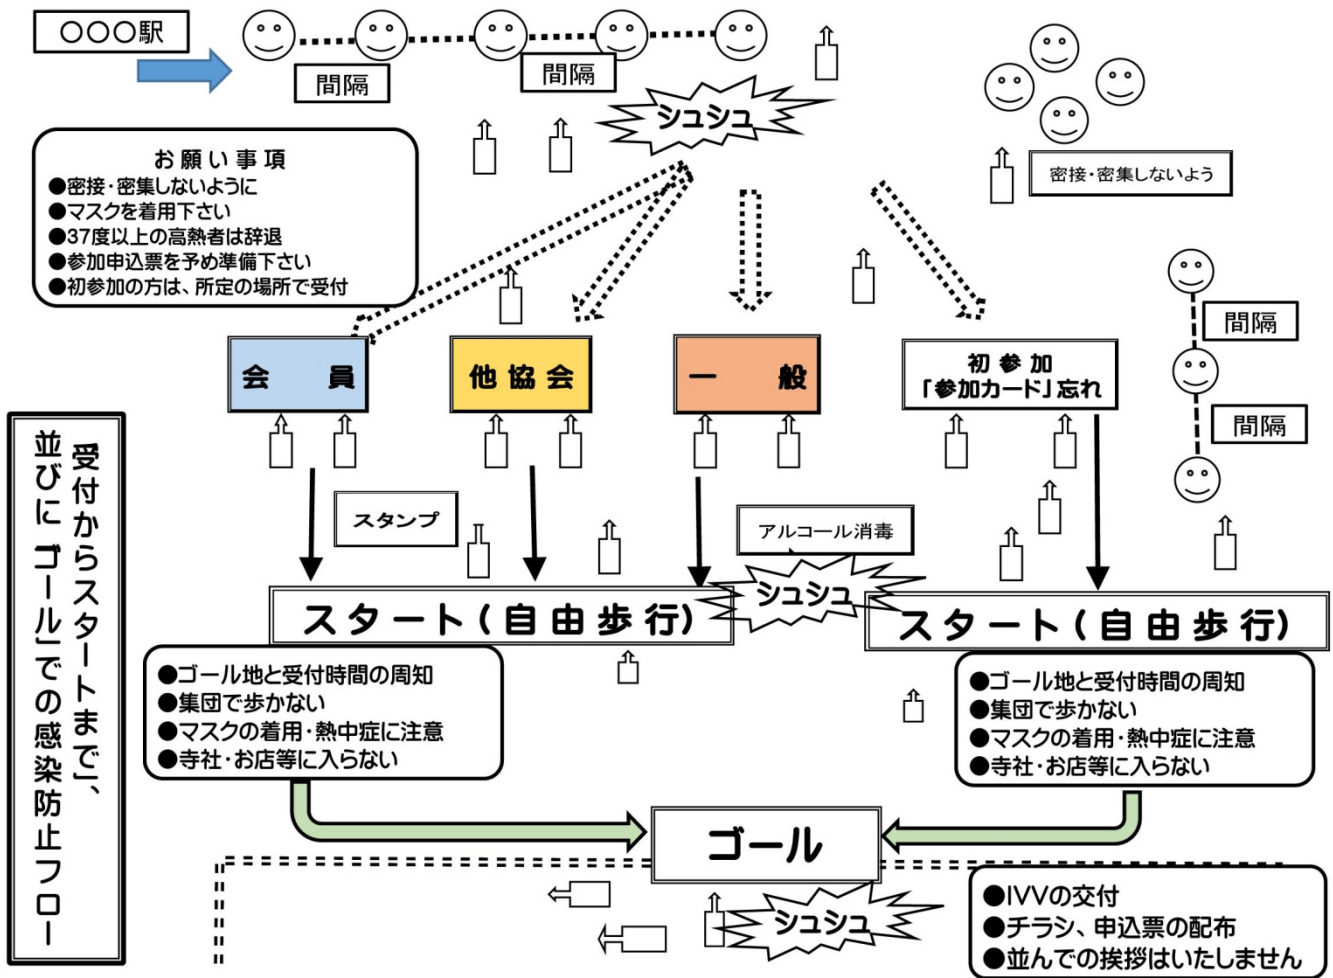 〇〇〇駅
間隔
間隔
シュシュ
密接・密集しないよう
お願い事項
●密接・密集しないように
●マスクを着用下さい
●37度以上の高熱者は辞退
●参加申込票を予め準備下さい
●初参加の方は、所定の場所で受付
会員
他協会
一般
初参加
「参加カード」忘れ
間隔
間隔
受付からスタートまで」、
並びに ゴール」での感染防止フロー
スタンプ
アルコール消毒
シュシュ
スタート(自由歩行)
スタート(自由歩行)
●ゴール地と受付時間の周知
●集団で歩かない
●マスクの着用・熱中症に注意
●寺社・お店等に入らない
●ゴール地と受付時間の周知
●集団で歩かない
●マスクの着用・熱中症に注意
●寺社・お店等に入らない
ゴール
シュシュ
●IVVの交付
●チラシ、申込票の配布
●並んでの挨拶はいたしません